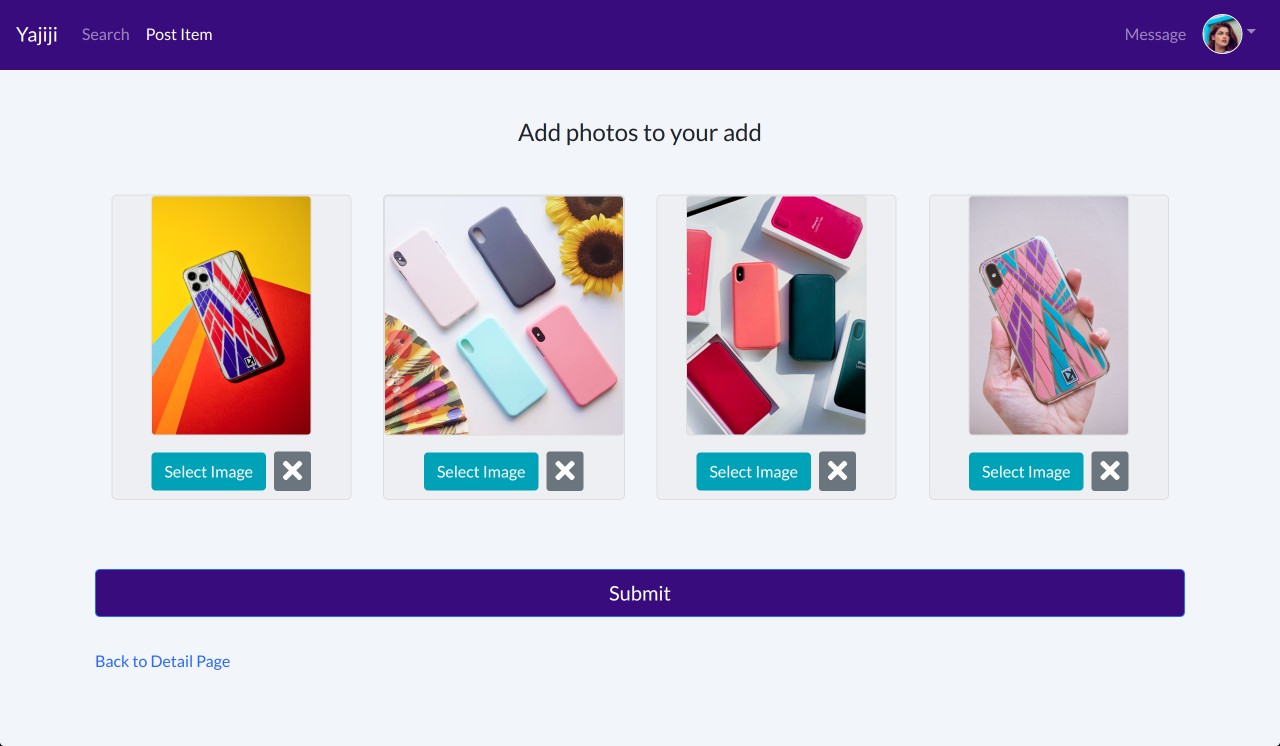 Yajiji Search Post Item Message
Add photos to your add
Select Image Select Image Select Image Select Image
Submit
Back to Detail Page